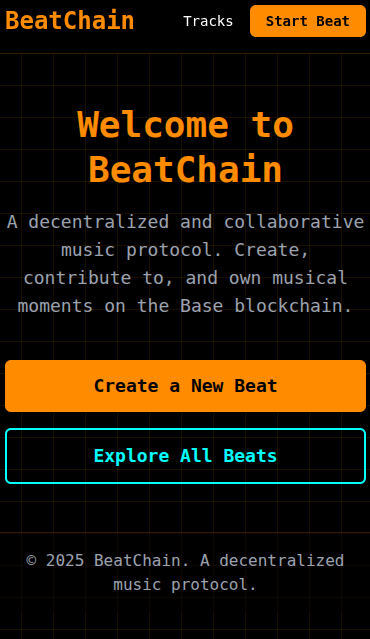 BeatChain
Tracks
Start Beat
Welcome to
BeatChain
A decentralized and collaborative
music protocol. Create,
contribute to, and own musical
moments on the Base blockchain.
Create a New Beat
Explore All Beats
© 2025 BeatChain. A decentralized
music protocol.